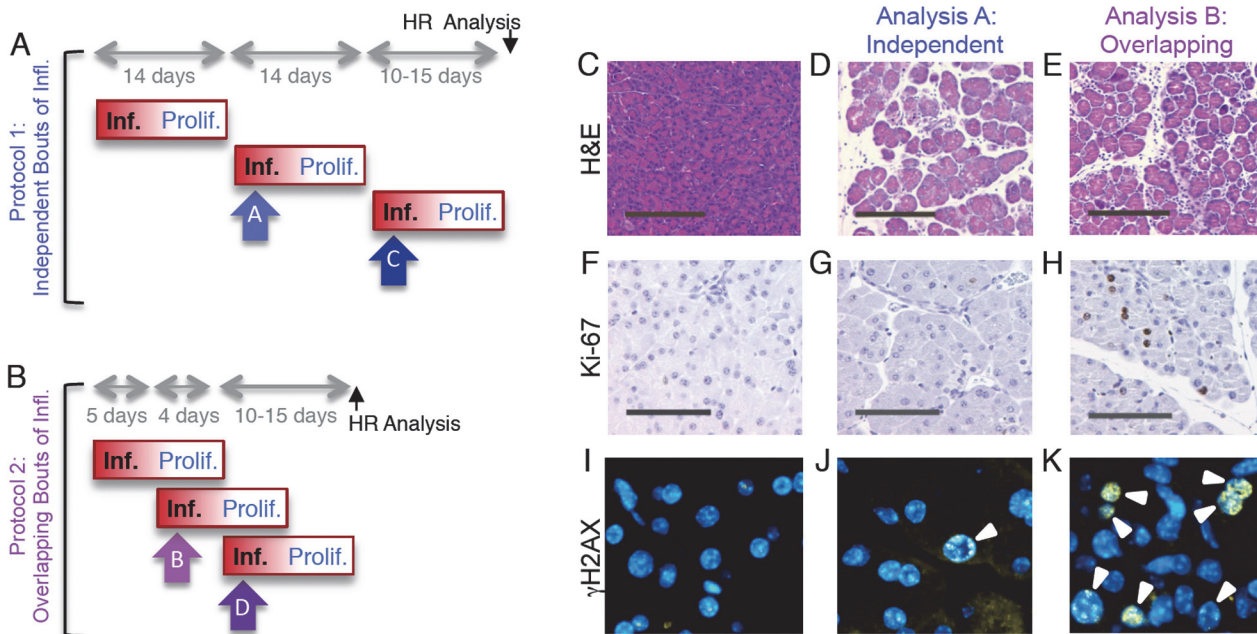 A
HR Analysis
14 days
14 days
10-15 days
Protocol 1:
Independent Bouts of Infl.
Inf. Prolif.
Inf. Prolif.
Inf. Prolif.
A
C
B
5 days
4 days
10-15 days
HR Analysis
Protocol 2:
Overlapping Bouts of Infl.
Inf. Prolif.
Inf. Prolif.
Inf. Prolif.
B
D
Analysis A:
Independent
Analysis B:
Overlapping
C
D
E
H&E
F
G
H
Ki-67
I
J
K
γH2AX